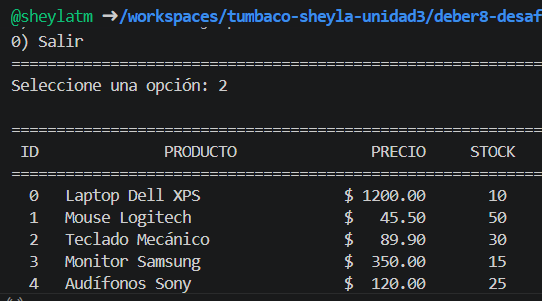 @sheylatm ➜/workspaces/tumbaco-sheyla-unidad3/deber8-desaf
0) Salir
============================================================
Seleccione una opción: 2
============================================================
ID PRODUCTO PRECIO STOCK
============================================================
0 Laptop Dell XPS $ 1200.00 10
1 Mouse Logitech $ 45.50 50
2 Teclado Mecánico $ 89.90 30
3 Monitor Samsung $ 350.00 15
4 Audífonos Sony $ 120.00 25